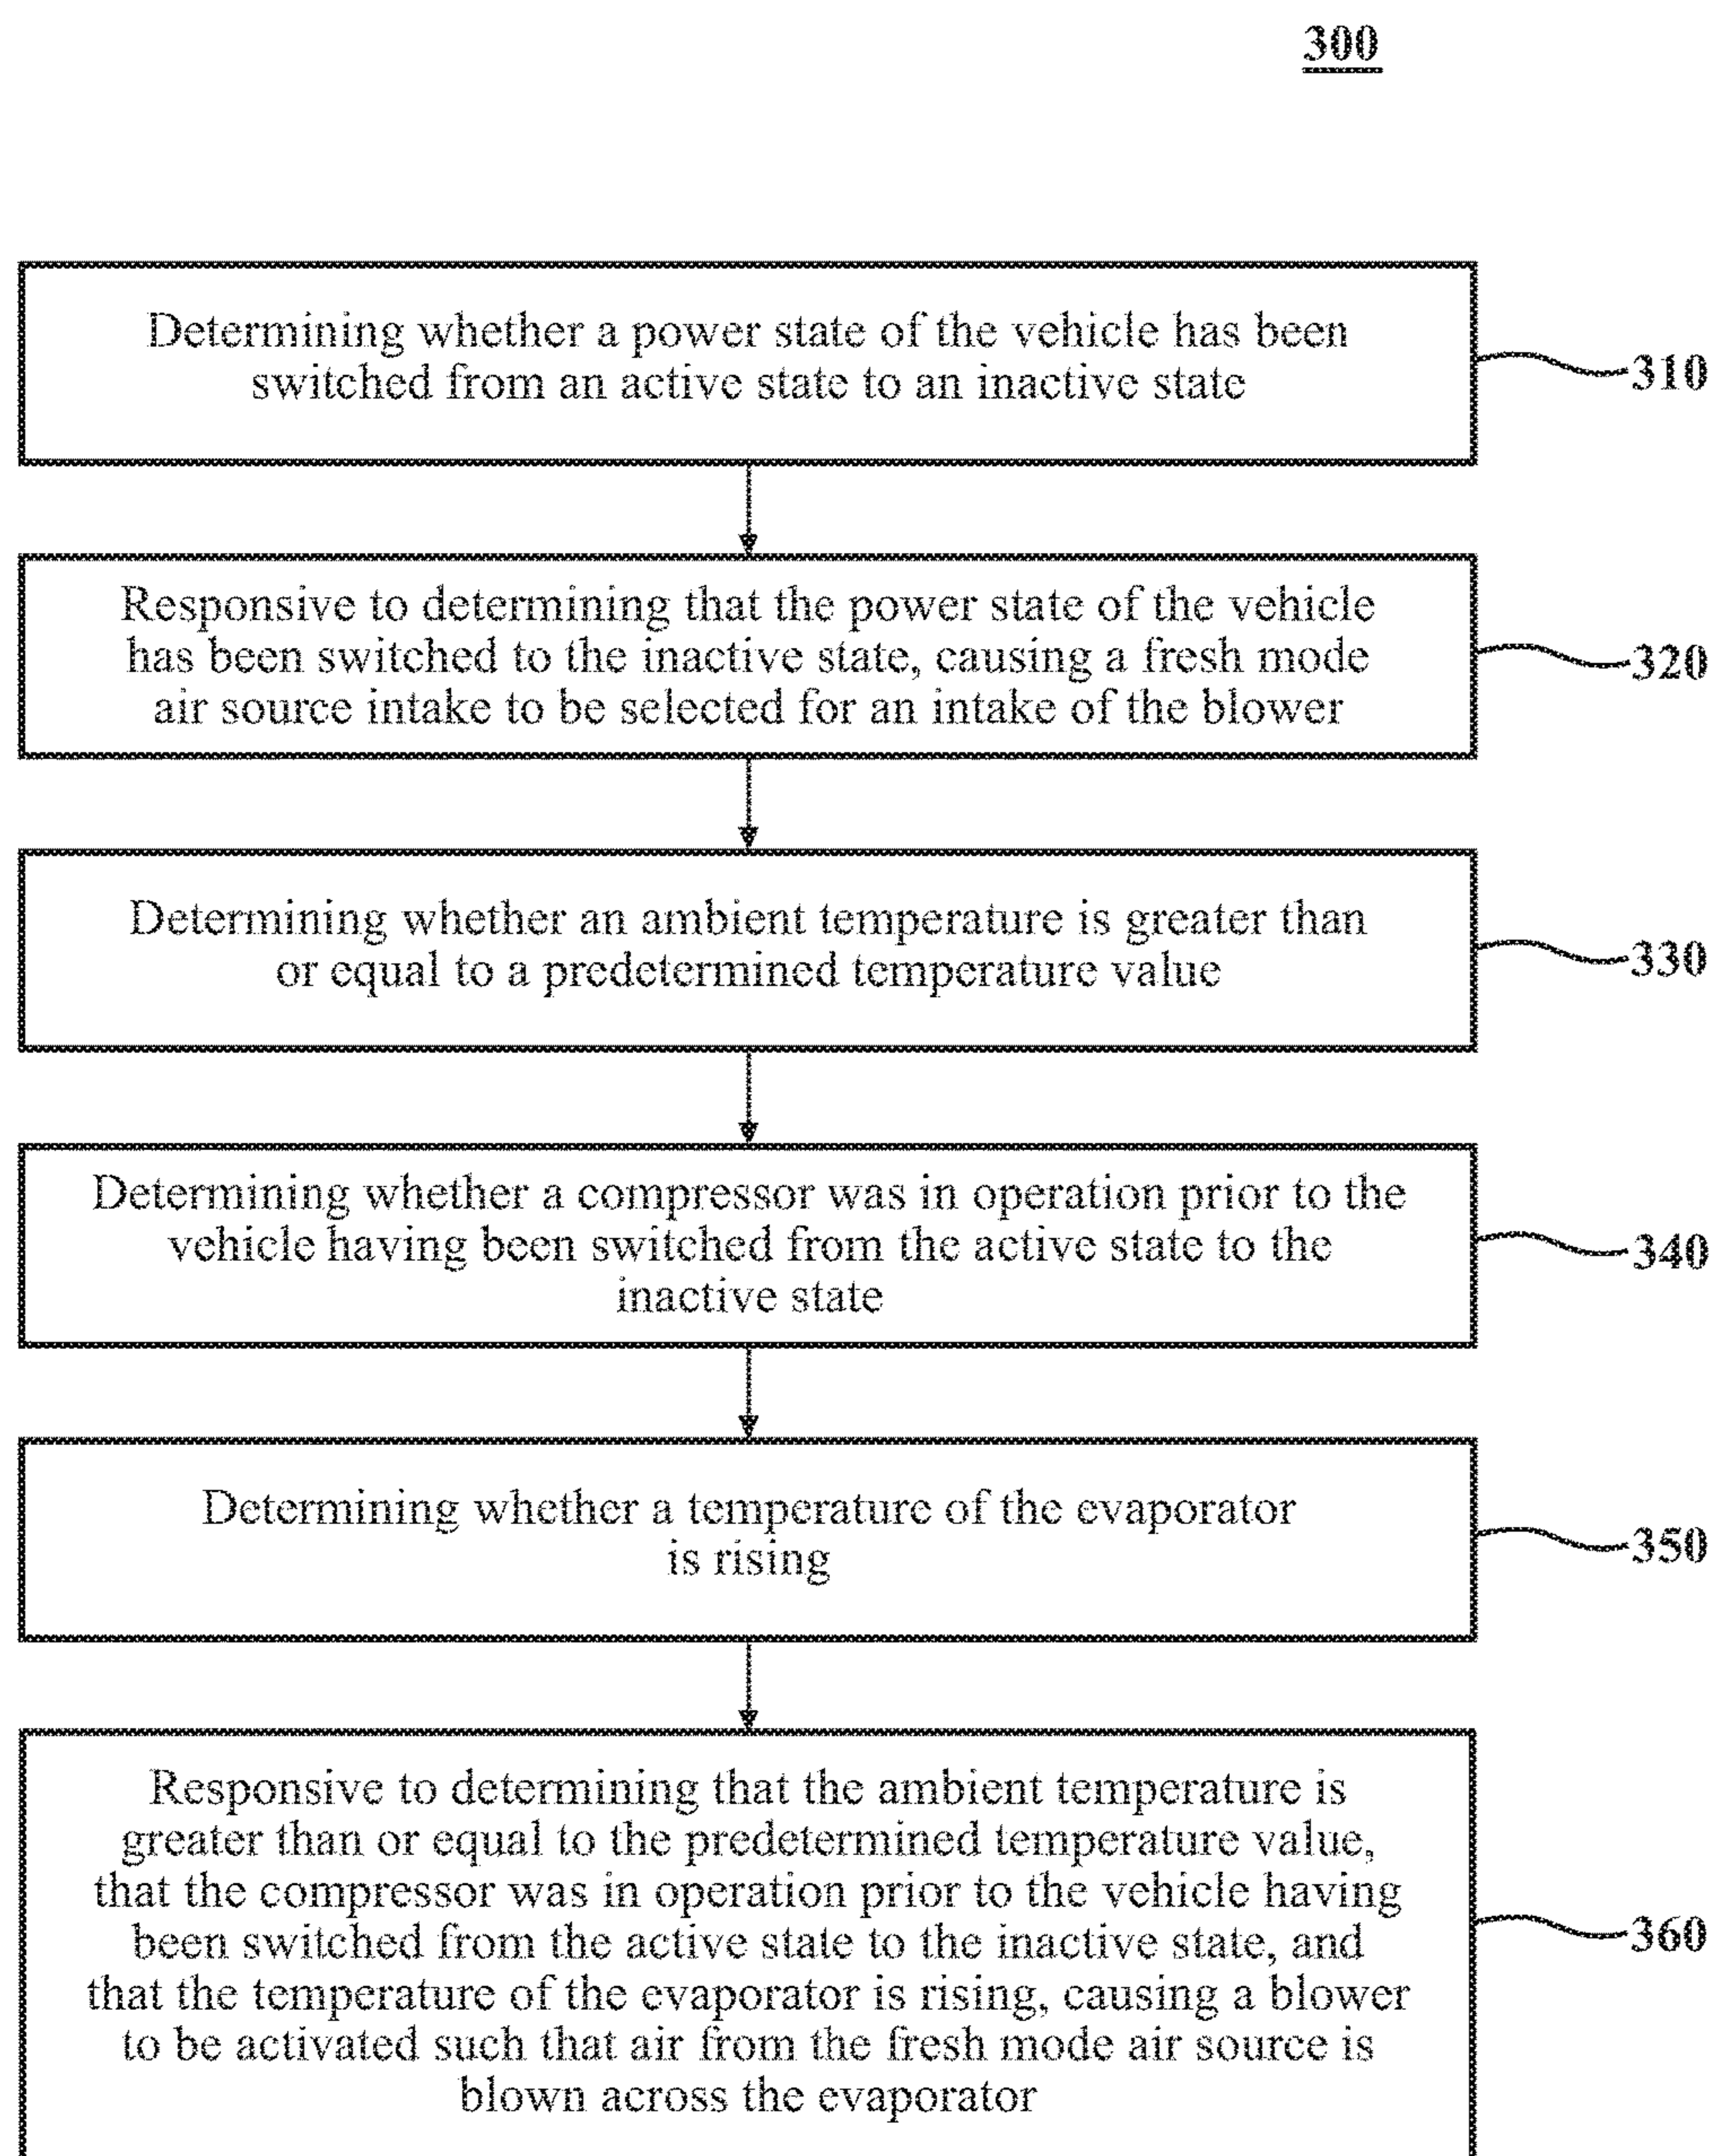 300
Determining whether a power state of the vehicle has been
switched from an active state to an inactive state
310
Responsive to determining that the power state of the vehicle
has been switched to the inactive state, causing a fresh mode
air source intake to be selected for an intake of the blower
320
Determining whether an ambient temperature is greater than
or equal to a predetermined temperature value
330
Determining whether a compressor was in operation prior to the
vehicle having been switched from the active state to the
inactive state
340
Determining whether a temperature of the evaporator
is rising
350
Responsive to determining that the ambient temperature is
greater than or equal to the predetermined temperature value,
that the compressor was in operation prior to the vehicle having
been switched from the active state to the inactive state, and
that the temperature of the evaporator is rising, causing a blower
to be activated such that air from the fresh mode air source is
blown across the evaporator
360